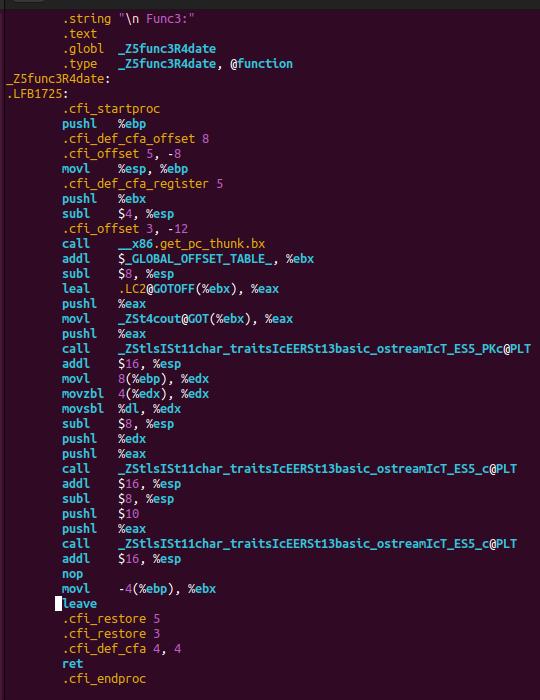 .string "\n Func3:"
.text
.globl _Z5func3R4date
.type _Z5func3R4date, @function
_Z5func3R4date:
.LFB1725:
.cfi_startproc
pushl %ebp
.cfi_def_cfa_offset 8
.cfi_offset 5, -8
movl %esp, %ebp
.cfi_def_cfa_register 5
pushl %ebx
subl $4, %esp
.cfi_offset 3, -12
call __x86.get_pc_thunk.bx
addl $_GLOBAL_OFFSET_TABLE_, %ebx
subl $8, %esp
leal .LC2@GOTOFF(%ebx), %eax
pushl %eax
movl _ZSt4cout@GOT(%ebx), %eax
pushl %eax
call _ZStlsISt11char_traitsIcEERSt13basic_ostreamIcT_ES5_PKc@PLT
addl $16, %esp
movl 8(%ebp), %edx
movzbl 4(%edx), %edx
movsbl %dl, %edx
subl $8, %esp
pushl %edx
pushl %eax
call _ZStlsISt11char_traitsIcEERSt13basic_ostreamIcT_ES5_c@PLT
addl $16, %esp
subl $8, %esp
pushl $10
pushl %eax
call _ZStlsISt11char_traitsIcEERSt13basic_ostreamIcT_ES5_c@PLT
addl $16, %esp
nop
movl -4(%ebp), %ebx
leave
.cfi_restore 5
.cfi_restore 3
.cfi_def_cfa 4, 4
ret
.cfi_endproc